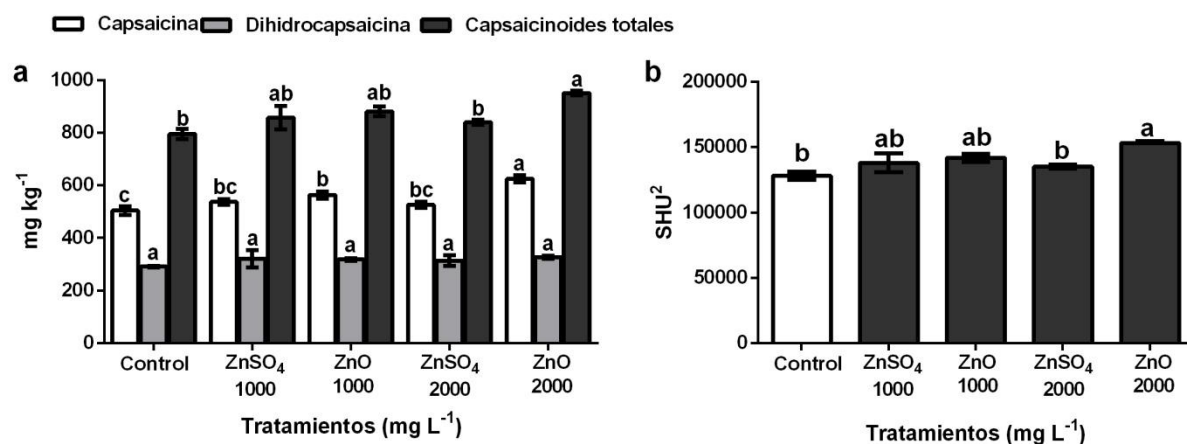 Capsaicina Dihidrocapsaicina Capsaicinoides totales
a
mg kg⁻¹
1000
800
600
400
200
0
c a b
bc a ab
b a ab
bc a b
a a a
Control ZnSO₄ ZnO ZnSO₄ ZnO
1000 1000 2000 2000
Tratamientos (mg L⁻¹)
b
SHU²
200000
150000
100000
50000
0
b ab ab b a
Control ZnSO₄ ZnO ZnSO₄ ZnO
1000 1000 2000 2000
Tratamientos (mg L⁻¹)